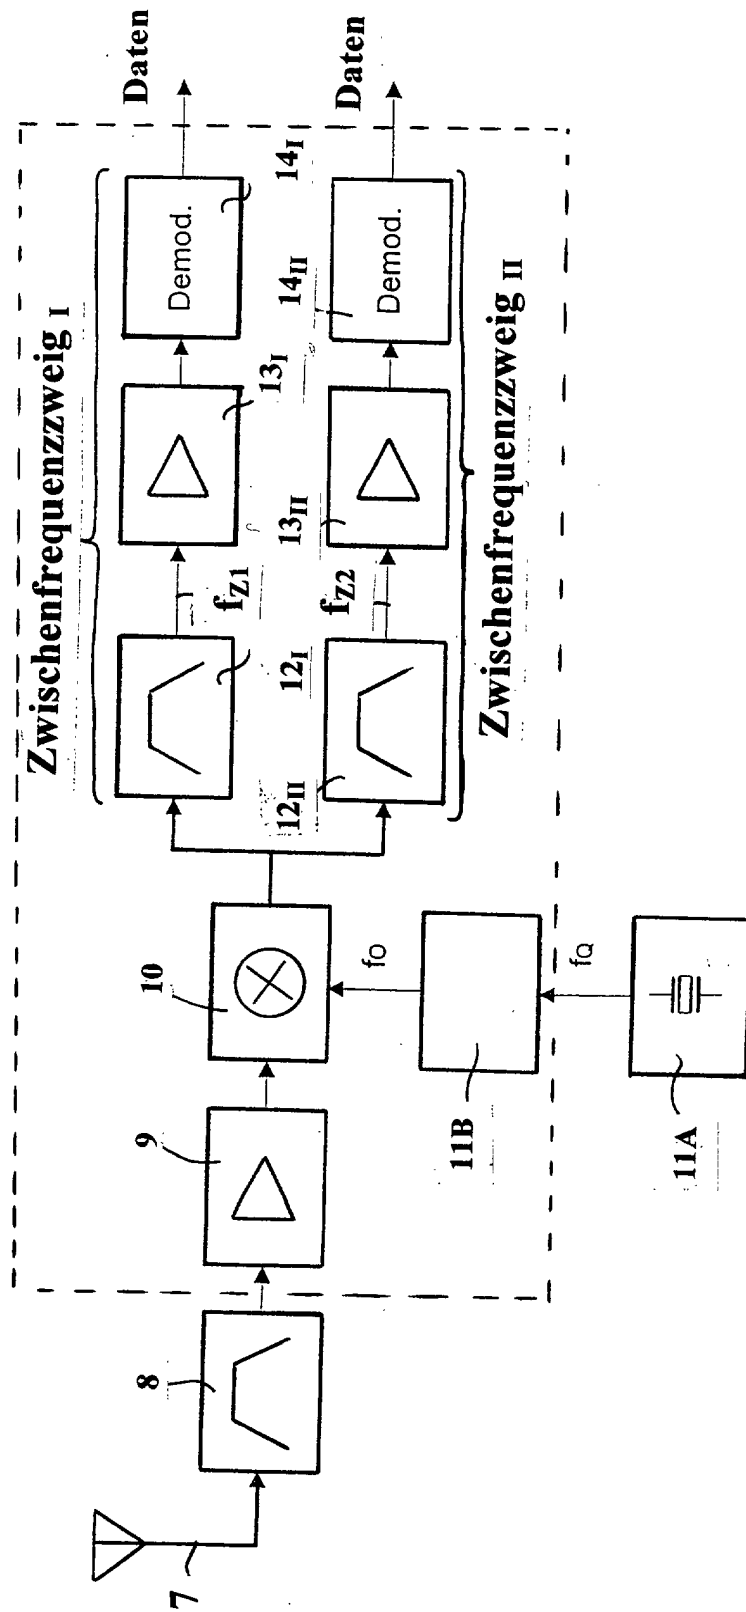 Zwischenfrequenzzweig I
Daten
Demod.
14I
13I
fZ1
12I
Daten
Demod.
14II
13II
fZ2
12II
Zwischenfrequenzzweig II
10
9
8
7
fO
11B
fQ
11A